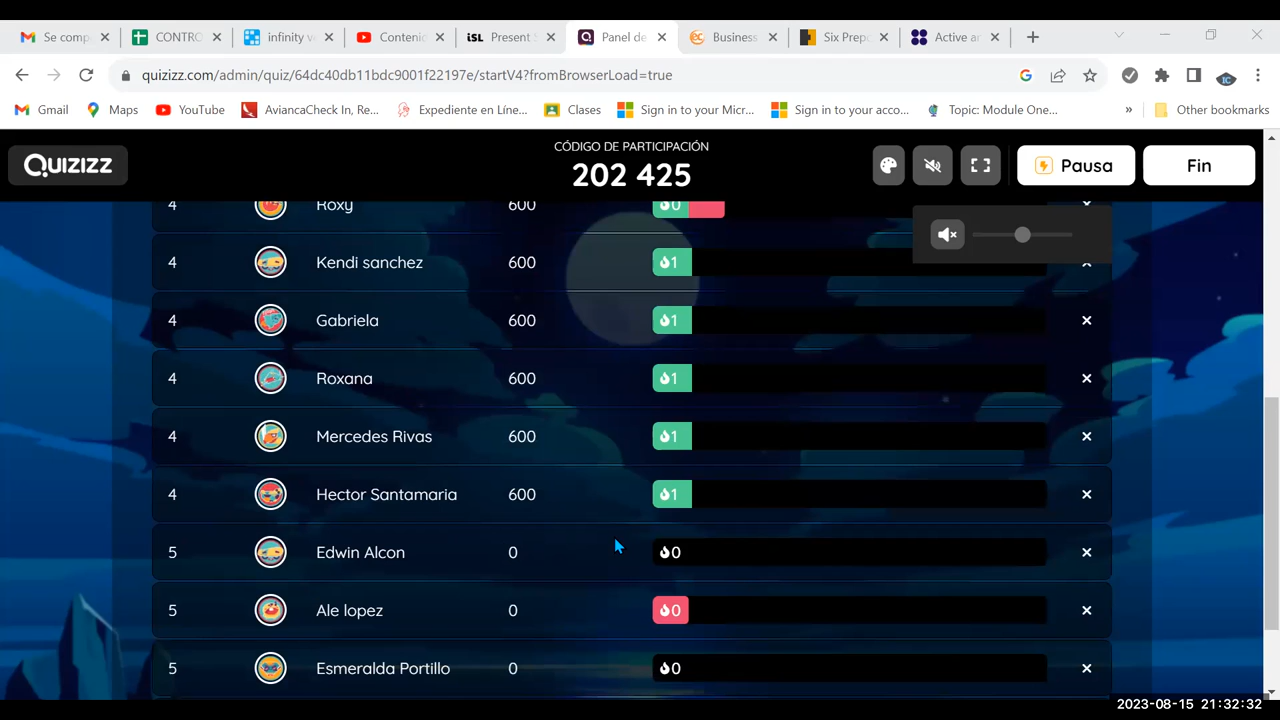 Se comp
CONTRO
infinity v
Conteni
iSL Present S
Panel de
Business
Six Prep
Active ar
quizizz.com/admin/quiz/64dc40db11bdc9001f22197e/startV4?fromBrowserLoad=true
Gmail Maps YouTube AviancaCheck In, Re... Expediente en Líne... Clases Sign in to your Micr... Sign in to your acco... Topic: Module One... » Other bookmarks
Quizizz
CÓDIGO DE PARTICIPACIÓN
202 425
Pausa
Fin
4 Roxy 600 0
4 Kendi sanchez 600 1
4 Gabriela 600 1
4 Roxana 600 1
4 Mercedes Rivas 600 1
4 Hector Santamaria 600 1
5 Edwin Alcon 0 0
5 Ale lopez 0 0
5 Esmeralda Portillo 0 0
2023-08-15 21:32:32